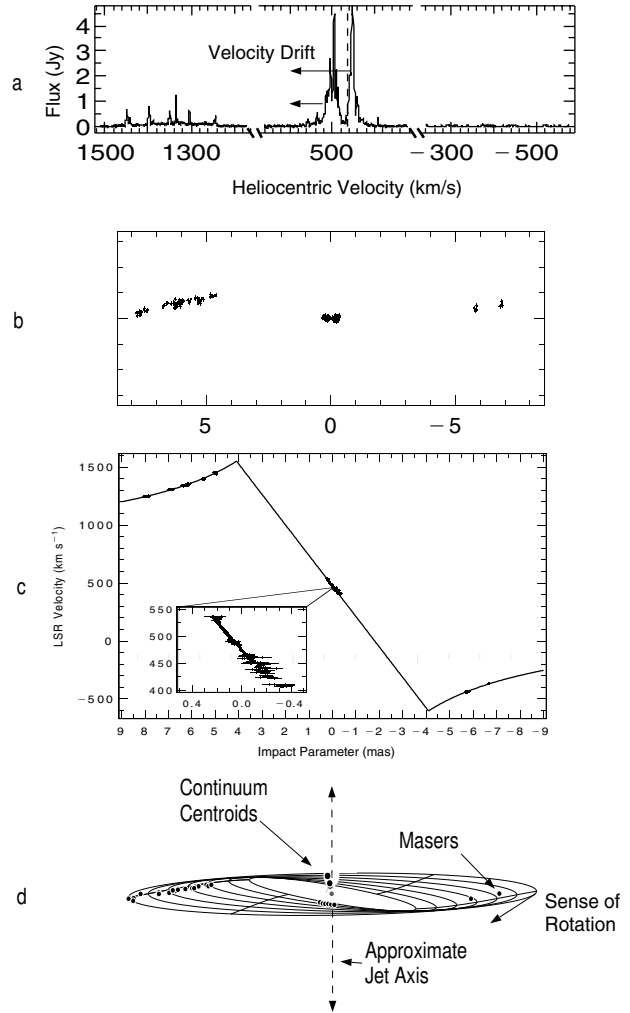 a
Flux (Jy)
4
3
2
1
0
Velocity Drift
1500 1300 500 −300 −500
Heliocentric Velocity (km/s)
b
5 0 −5
c
LSR Velocity (km s⁻¹)
1500
1000
500
0
−500
550
500
450
400
0.4 0.0 −0.4
9 8 7 6 5 4 3 2 1 0 −1 −2 −3 −4 −5 −6 −7 −8 −9
Impact Parameter (mas)
d
Continuum
Centroids
Masers
Sense of
Rotation
Approximate
Jet Axis